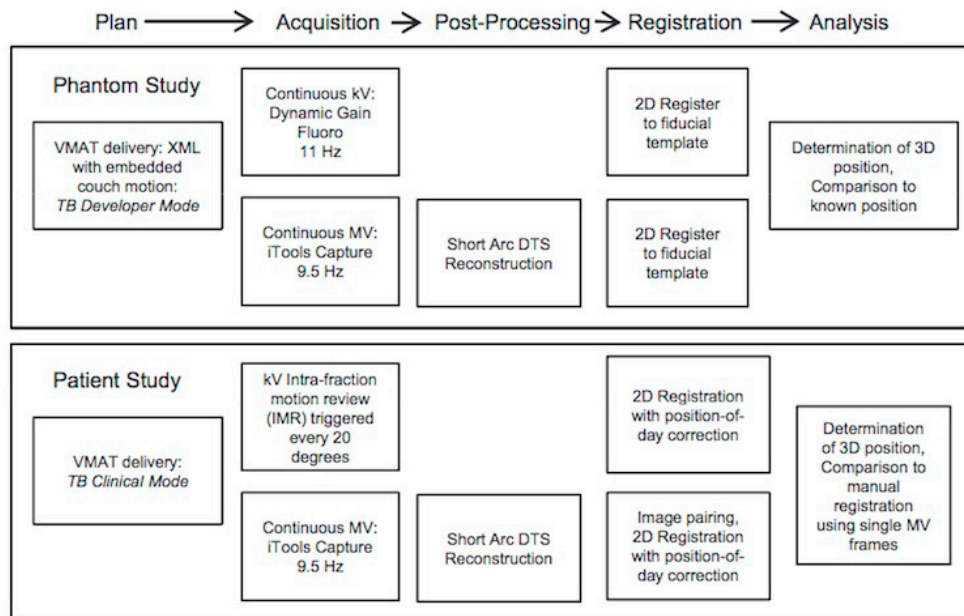 Plan Acquisition Post-Processing Registration Analysis
Phantom Study
VMAT delivery: XML
with embedded
couch motion:
TB Developer Mode
Continuous kV:
Dynamic Gain
Fluoro
11 Hz
2D Register
to fiducial
template
Continuous MV:
iTools Capture
9.5 Hz
Short Arc DTS
Reconstruction
2D Register
to fiducial
template
Determination of 3D
position,
Comparison to
known position
Patient Study
VMAT delivery:
TB Clinical Mode
kV Intra-fraction
motion review
(IMR) triggered
every 20
degrees
2D Registration
with position-of-
day correction
Continuous MV:
iTools Capture
9.5 Hz
Short Arc DTS
Reconstruction
Image pairing,
2D Registration
with position-of-
day correction
Determination
of 3D position,
Comparison to
manual
registration
using single MV
frames